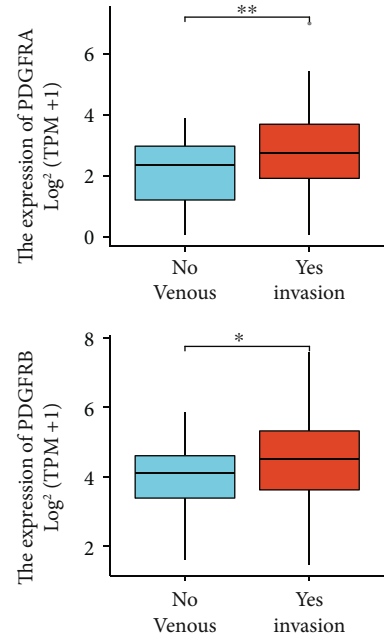 The expression of PDGFRA
Log² (TPM +1)
6
4
2
0
**
No
Yes
Venous invasion
The expression of PDGFRB
Log² (TPM +1)
8
6
4
2
*
No
Yes
Venous invasion